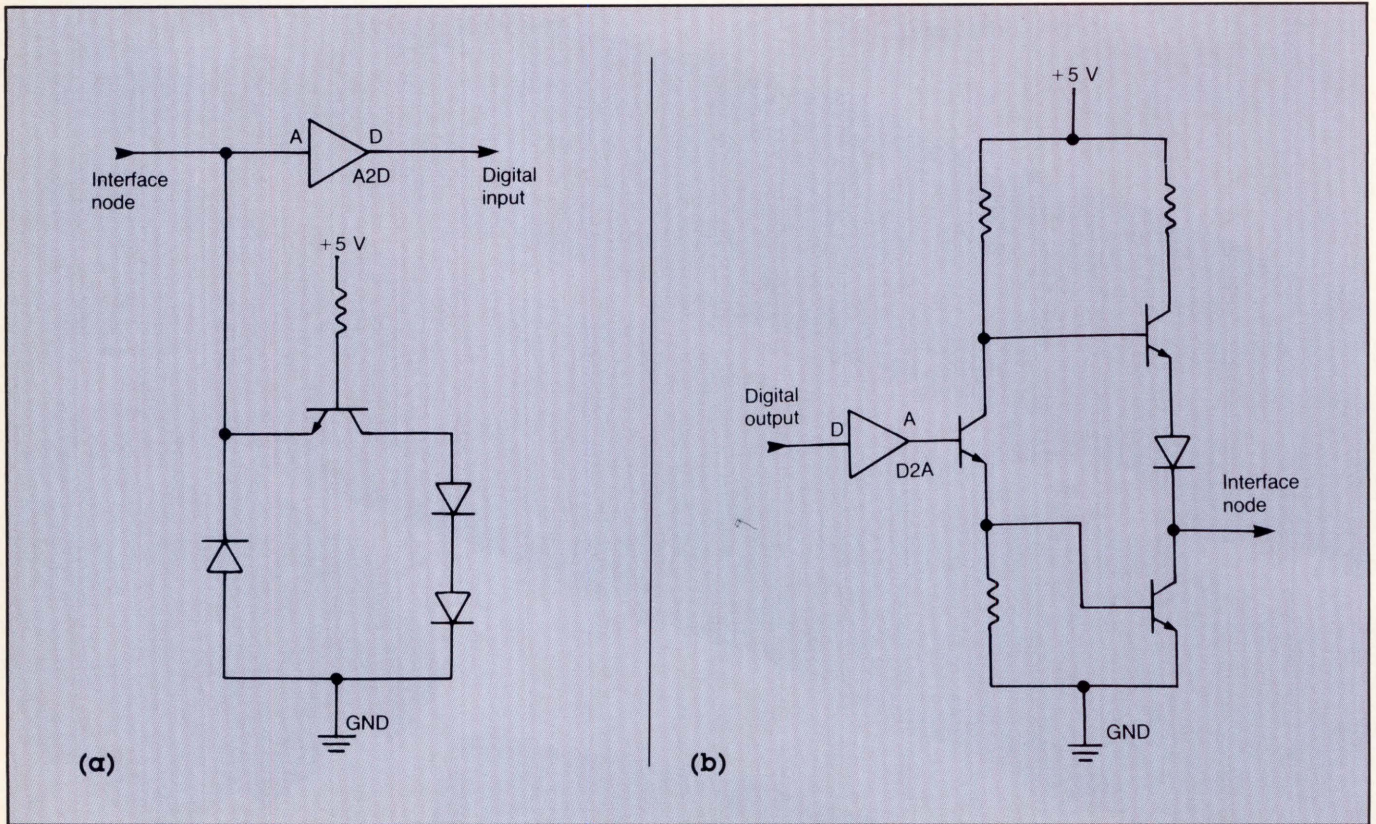 A
D
A2D
Interface
node
Digital
input
+5 V
GND
(a)
+5 V
Digital
output
D
A
D2A
Interface
node
GND
(b)